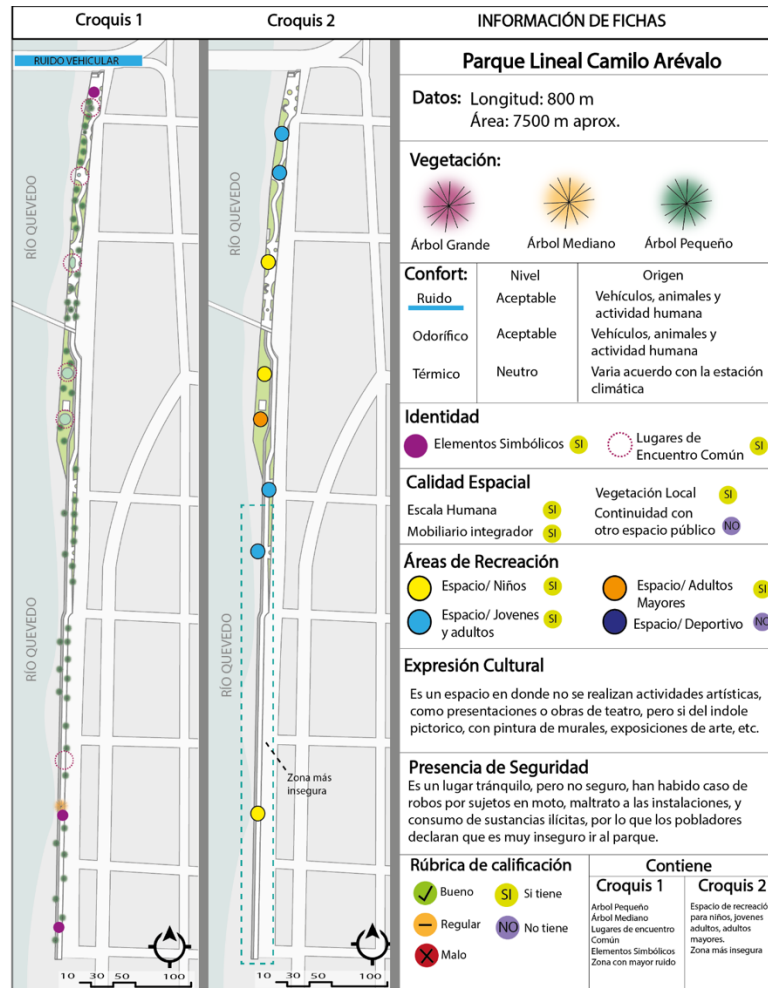 Croquis 1
Croquis 2
INFORMACIÓN DE FICHAS
RUIDO VEHICULAR
RÍO QUEVEDO
RÍO QUEVEDO
10 30 50 100
RÍO QUEVEDO
RÍO QUEVEDO
Zona más
insegura
10 30 50 100
Parque Lineal Camilo Arévalo
Datos: Longitud: 800 m
Área: 7500 m aprox.
Vegetación:
Árbol Grande
Árbol Mediano
Árbol Pequeño
Confort: Nivel Origen
Ruido Aceptable Vehículos, animales y
actividad humana
Odorífico Aceptable Vehículos, animales y
actividad humana
Térmico Neutro Varia acuerdo con la estación
climática
Identidad
Elementos Simbólicos SI
Lugares de
Encuentro Común SI
Calidad Espacial
Escala Humana SI
Mobiliario integrador SI
Vegetación Local SI
Continuidad con
otro espacio público NO
Áreas de Recreación
Espacio/ Niños SI
Espacio/ Jovenes
y adultos SI
Espacio/ Adultos
Mayores SI
Espacio/ Deportivo NO
Expresión Cultural
Es un espacio en donde no se realizan actividades artísticas,
como presentaciones o obras de teatro, pero si del indole
pictorico, con pintura de murales, exposiciones de arte, etc.
Presencia de Seguridad
Es un lugar tránquilo, pero no seguro, han habido caso de
robos por sujetos en moto, maltrato a las instalaciones, y
consumo de sustancias ilícitas, por lo que los pobladores
declaran que es muy inseguro ir al parque.
Rúbrica de calificación
Bueno
Regular
Malo
SI Si tiene
NO No tiene
Contiene
Croquis 1
Arbol Pequeño
Árbol Mediano
Lugares de encuentro
Común
Elementos Simbólicos
Zona con mayor ruido
Croquis 2
Espacio de recreació
para niños, jovenes
adultos, adultos
mayores.
Zona más insegura